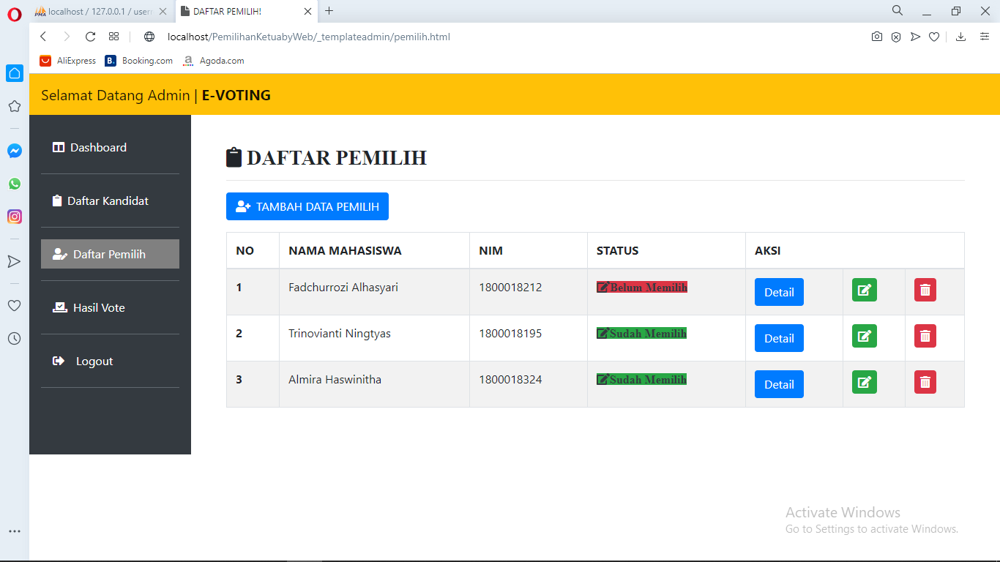 localhost / 127.0.0.1 / user
DAFTAR PEMILIH!
localhost/PemilihanKetuabyWeb/_templateadmin/pemilih.html
AliExpress
B. Booking.com
a Agoda.com
Selamat Datang Admin | E-VOTING
Dashboard
Daftar Kandidat
Daftar Pemilih
Hasil Vote
Logout
DAFTAR PEMILIH
TAMBAH DATA PEMILIH
NO NAMA MAHASISWA NIM STATUS AKSI
1 Fadchurrozi Alhasyari 1800018212 Belum Memilih Detail
2 Trinovianti Ningtyas 1800018195 Sudah Memilih Detail
3 Almira Haswinitha 1800018324 Sudah Memilih Detail
Activate Windows
Go to Settings to activate Windows.